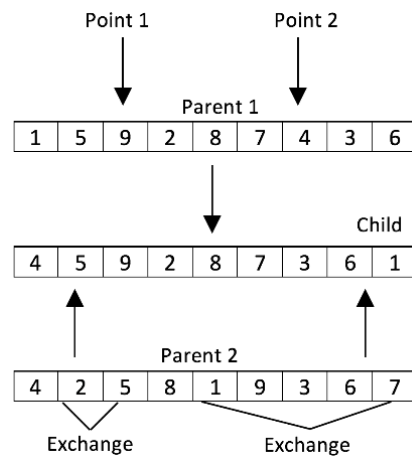 Point 1 Point 2
Parent 1
1 5 9 2 8 7 4 3 6
Child
4 5 9 2 8 7 3 6 1
Parent 2
4 2 5 8 1 9 3 6 7
Exchange Exchange